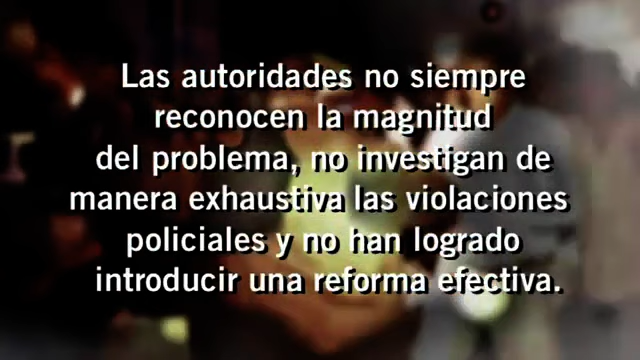 Las autoridades no siempre
reconocen la magnitud
del problema, no investigan de
manera exhaustiva las violaciones
policiales y no han logrado
introducir una reforma efectiva.